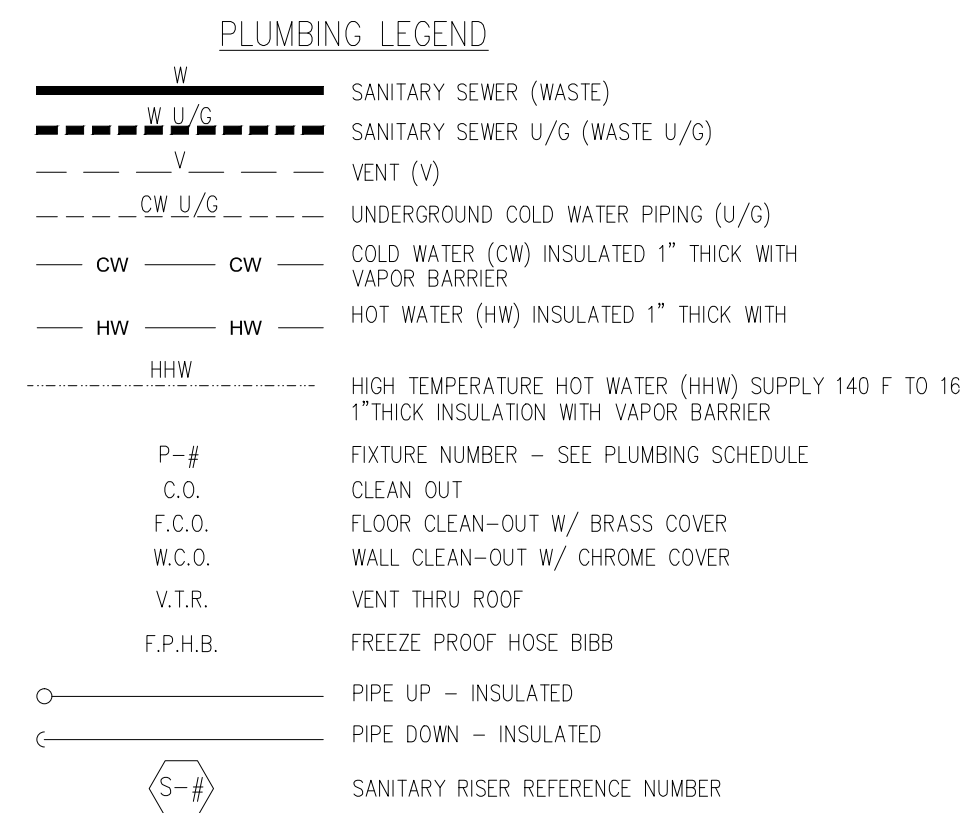 PLUMBING LEGEND
W SANITARY SEWER (WASTE)
W U/G SANITARY SEWER U/G (WASTE U/G)
V VENT (V)
CW U/G UNDERGROUND COLD WATER PIPING (U/G)
CW CW COLD WATER (CW) INSULATED 1" THICK WITH
VAPOR BARRIER
HW HW HOT WATER (HW) INSULATED 1" THICK WITH
HHW HIGH TEMPERATURE HOT WATER (HHW) SUPPLY 140 F TO 16
1"THICK INSULATION WITH VAPOR BARRIER
P-# FIXTURE NUMBER - SEE PLUMBING SCHEDULE
C.O. CLEAN OUT
F.C.O. FLOOR CLEAN-OUT W/ BRASS COVER
W.C.O. WALL CLEAN-OUT W/ CHROME COVER
V.T.R. VENT THRU ROOF
F.P.H.B. FREEZE PROOF HOSE BIBB
PIPE UP - INSULATED
PIPE DOWN - INSULATED
S-# SANITARY RISER REFERENCE NUMBER